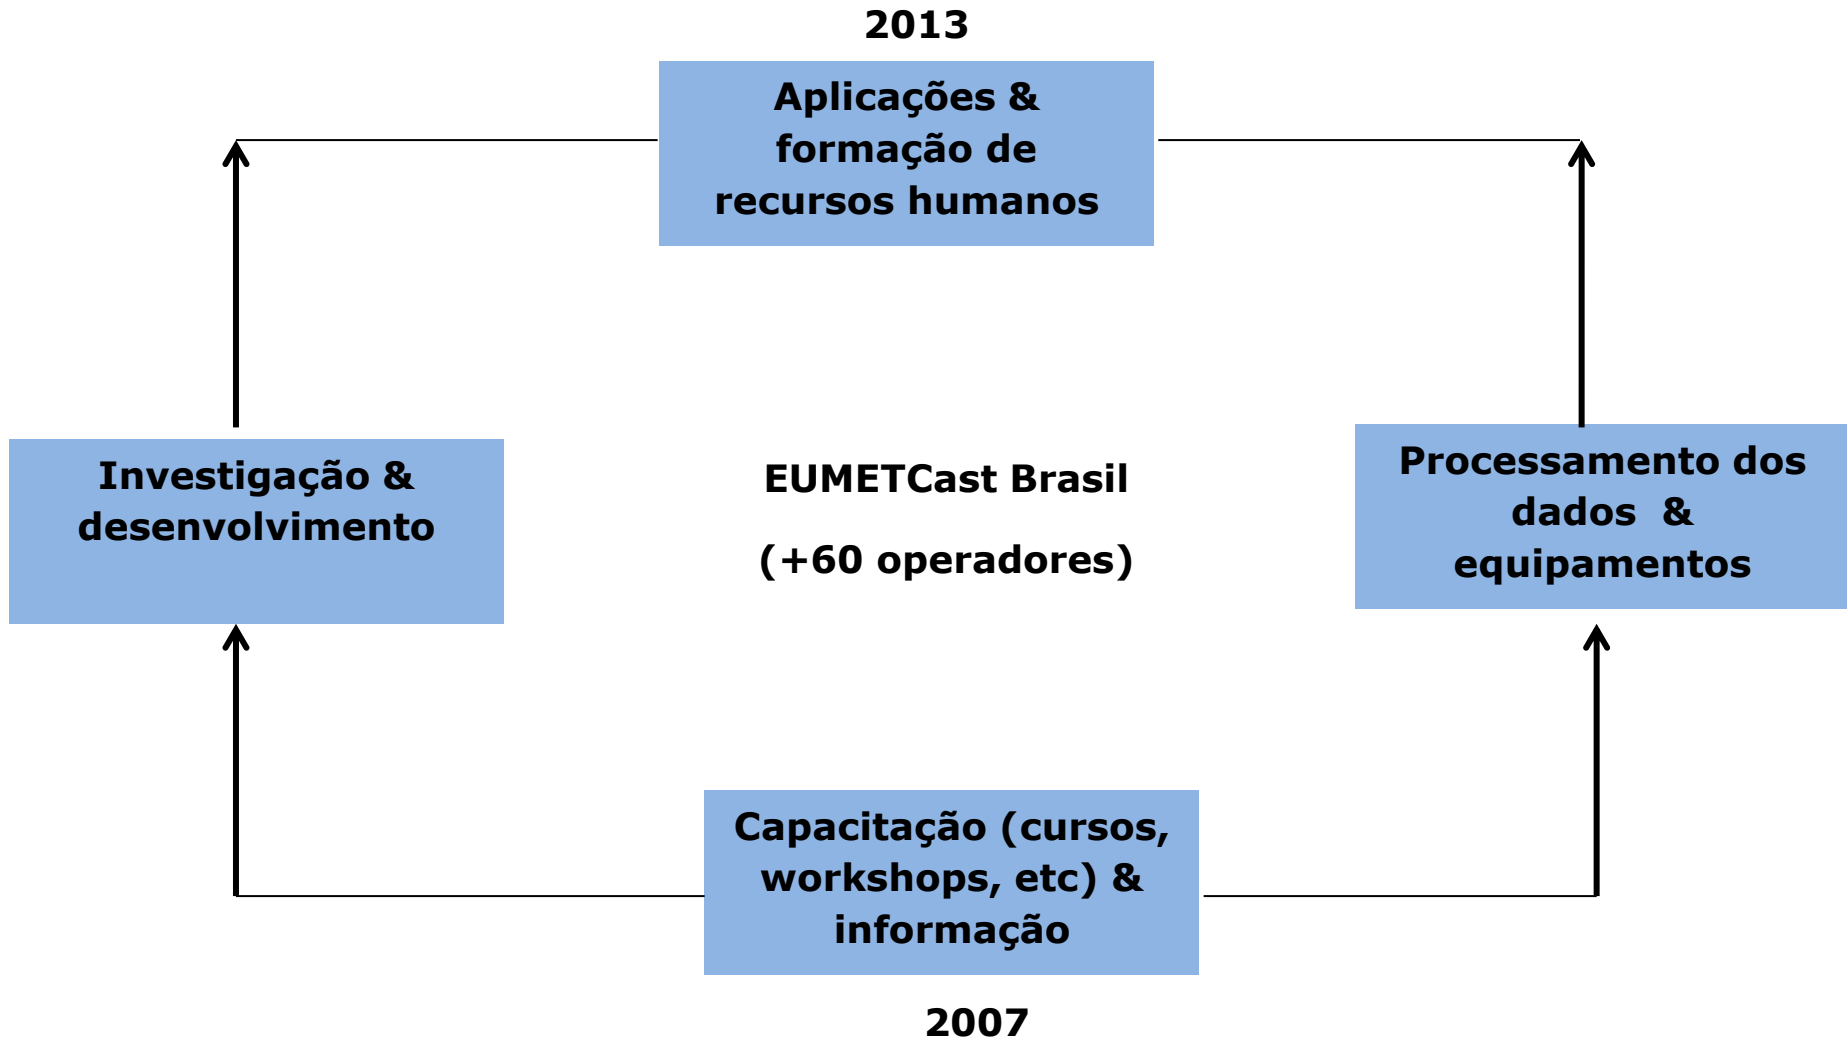 2013
Aplicações &
formação de
recursos humanos
Investigação &
desenvolvimento
EUMETCast Brasil
(+60 operadores)
Processamento dos
dados  &
equipamentos
Capacitação (cursos,
workshops, etc) &
informação
2007